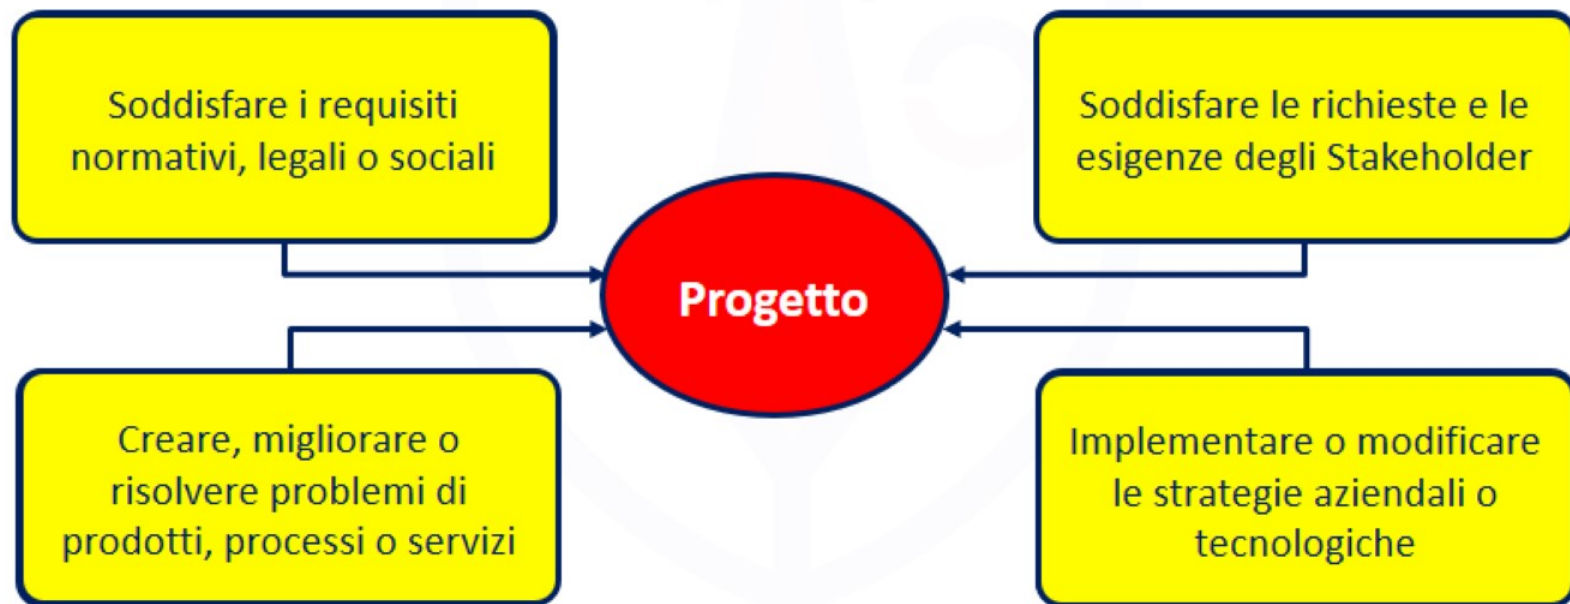 Soddisfare i requisiti
normativi, legali o sociali
Soddisfare le richieste e le
esigenze degli Stakeholder
Progetto
Creare, migliorare o
risolvere problemi di
prodotti, processi o servizi
Implementare o modificare
le strategie aziendali o
tecnologiche